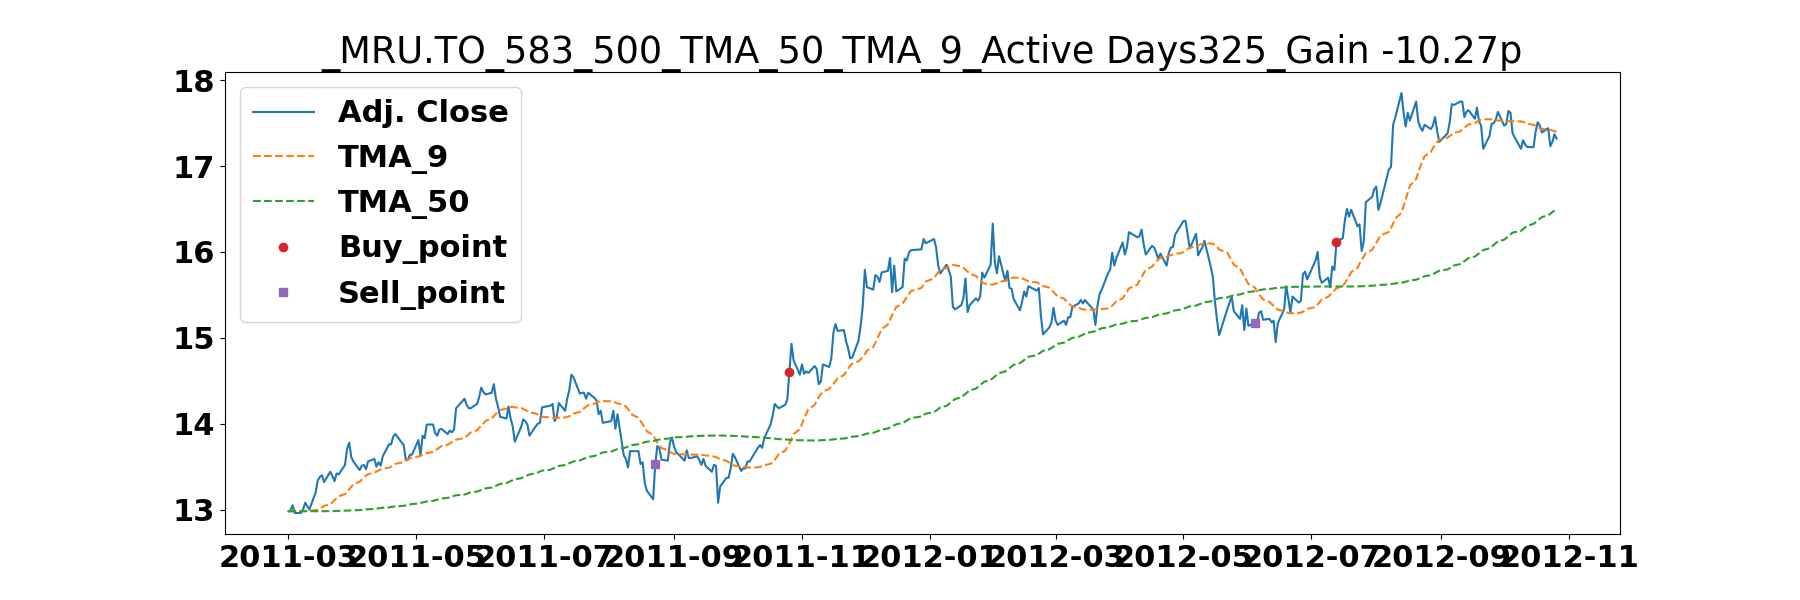 _MRU.TO_583_500_TMA_50_TMA_9_Active Days325_Gain -10.27p
18
17
16
15
14
13
Adj. Close
TMA_9
TMA_50
Buy_point
Sell_point
2011-03 2011-05 2011-07 2011-09 2011-11 2012-01 2012-03 2012-05 2012-07 2012-09 2012-11